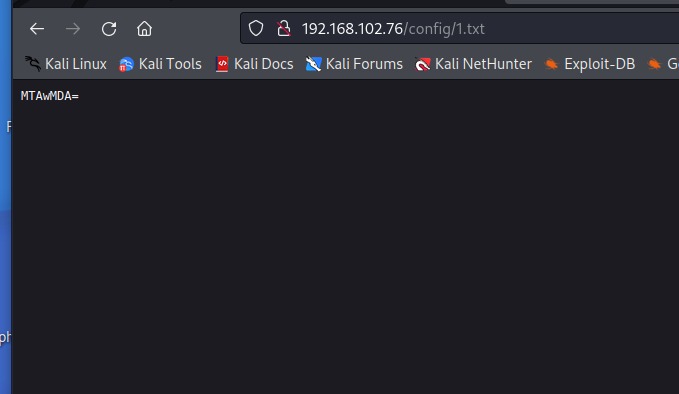 192.168.102.76/config/1.txt
Kali Linux Kali Tools Kali Docs Kali Forums Kali NetHunter Exploit-DB
MTAwMDA=